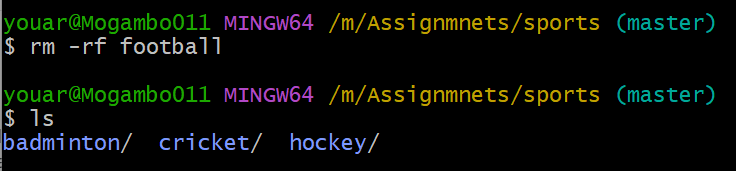 youar@Mogambo011 MINGW64 /m/Assignmnets/sports (master)
$ rm -rf football
youar@Mogambo011 MINGW64 /m/Assignmnets/sports (master)
$ ls
badminton/  cricket/  hockey/